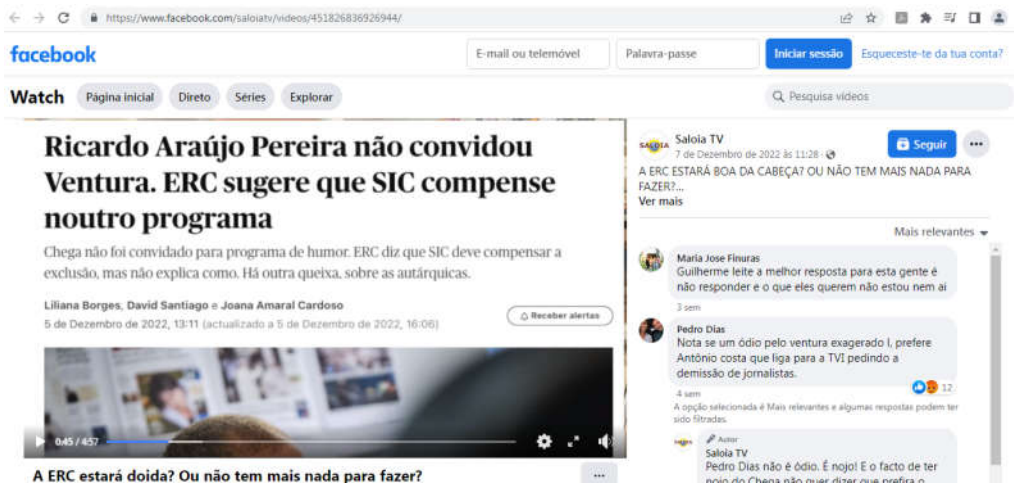 https://www.facebook.com/saloiatv/videos/451826836926944/
facebook
E-mail ou telemóvel
Palavra-passe
Iniciar sessão
Esqueceste-te da tua conta?
Watch
Página inicial
Direto
Séries
Explorar
Pesquisa vídeos
Ricardo Araújo Pereira não convidou
Ventura. ERC sugere que SIC compense
noutro programa
Chega não foi convidado para programa de humor. ERC diz que SIC deve compensar a
exclusão, mas não explica como. Há outra queixa, sobre as autárquicas.
Liliana Borges, David Santiago e Joana Amaral Cardoso
5 de Dezembro de 2022, 13:11 (actualizado a 5 de Dezembro de 2022, 16:06)
Receber alertas
0:45 / 4:57
A ERC estará doida? Ou não tem mais nada para fazer?
SALOIA
Saloia TV
7 de Dezembro de 2022 às 11:28
Seguir
A ERC ESTARÁ BOA DA CABEÇA? OU NÃO TEM MAIS NADA PARA
FAZER?...
Ver mais
Mais relevantes
Maria Jose Finuras
Guilherme leite a melhor resposta para esta gente é
não responder e o que eles querem não estou nem ai
3 sem
Pedro Dias
Nota se um ódio pelo ventura exagerado l, prefere
António costa que liga para a TVI pedindo a
demissão de jornalistas.
12
4 sem
A opção selecionada é Mais relevantes e algumas respostas podem ter
sido filtradas.
Autor
Saloia TV
Pedro Dias não é ódio. É nojo! E o facto de ter
nojo do Chega não quer dizer que prefira o